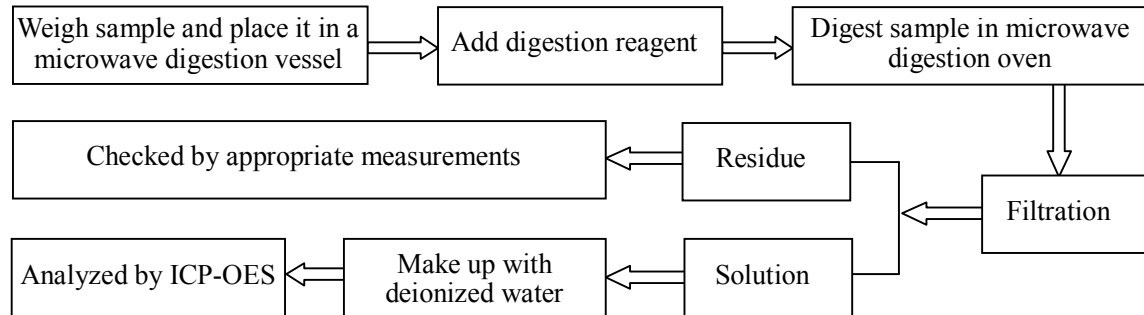 Weigh sample and place it in a
microwave digestion vessel
Add digestion reagent
Digest sample in microwave
digestion oven
Filtration
Residue
Checked by appropriate measurements
Solution
Make up with
deionized water
Analyzed by ICP-OES